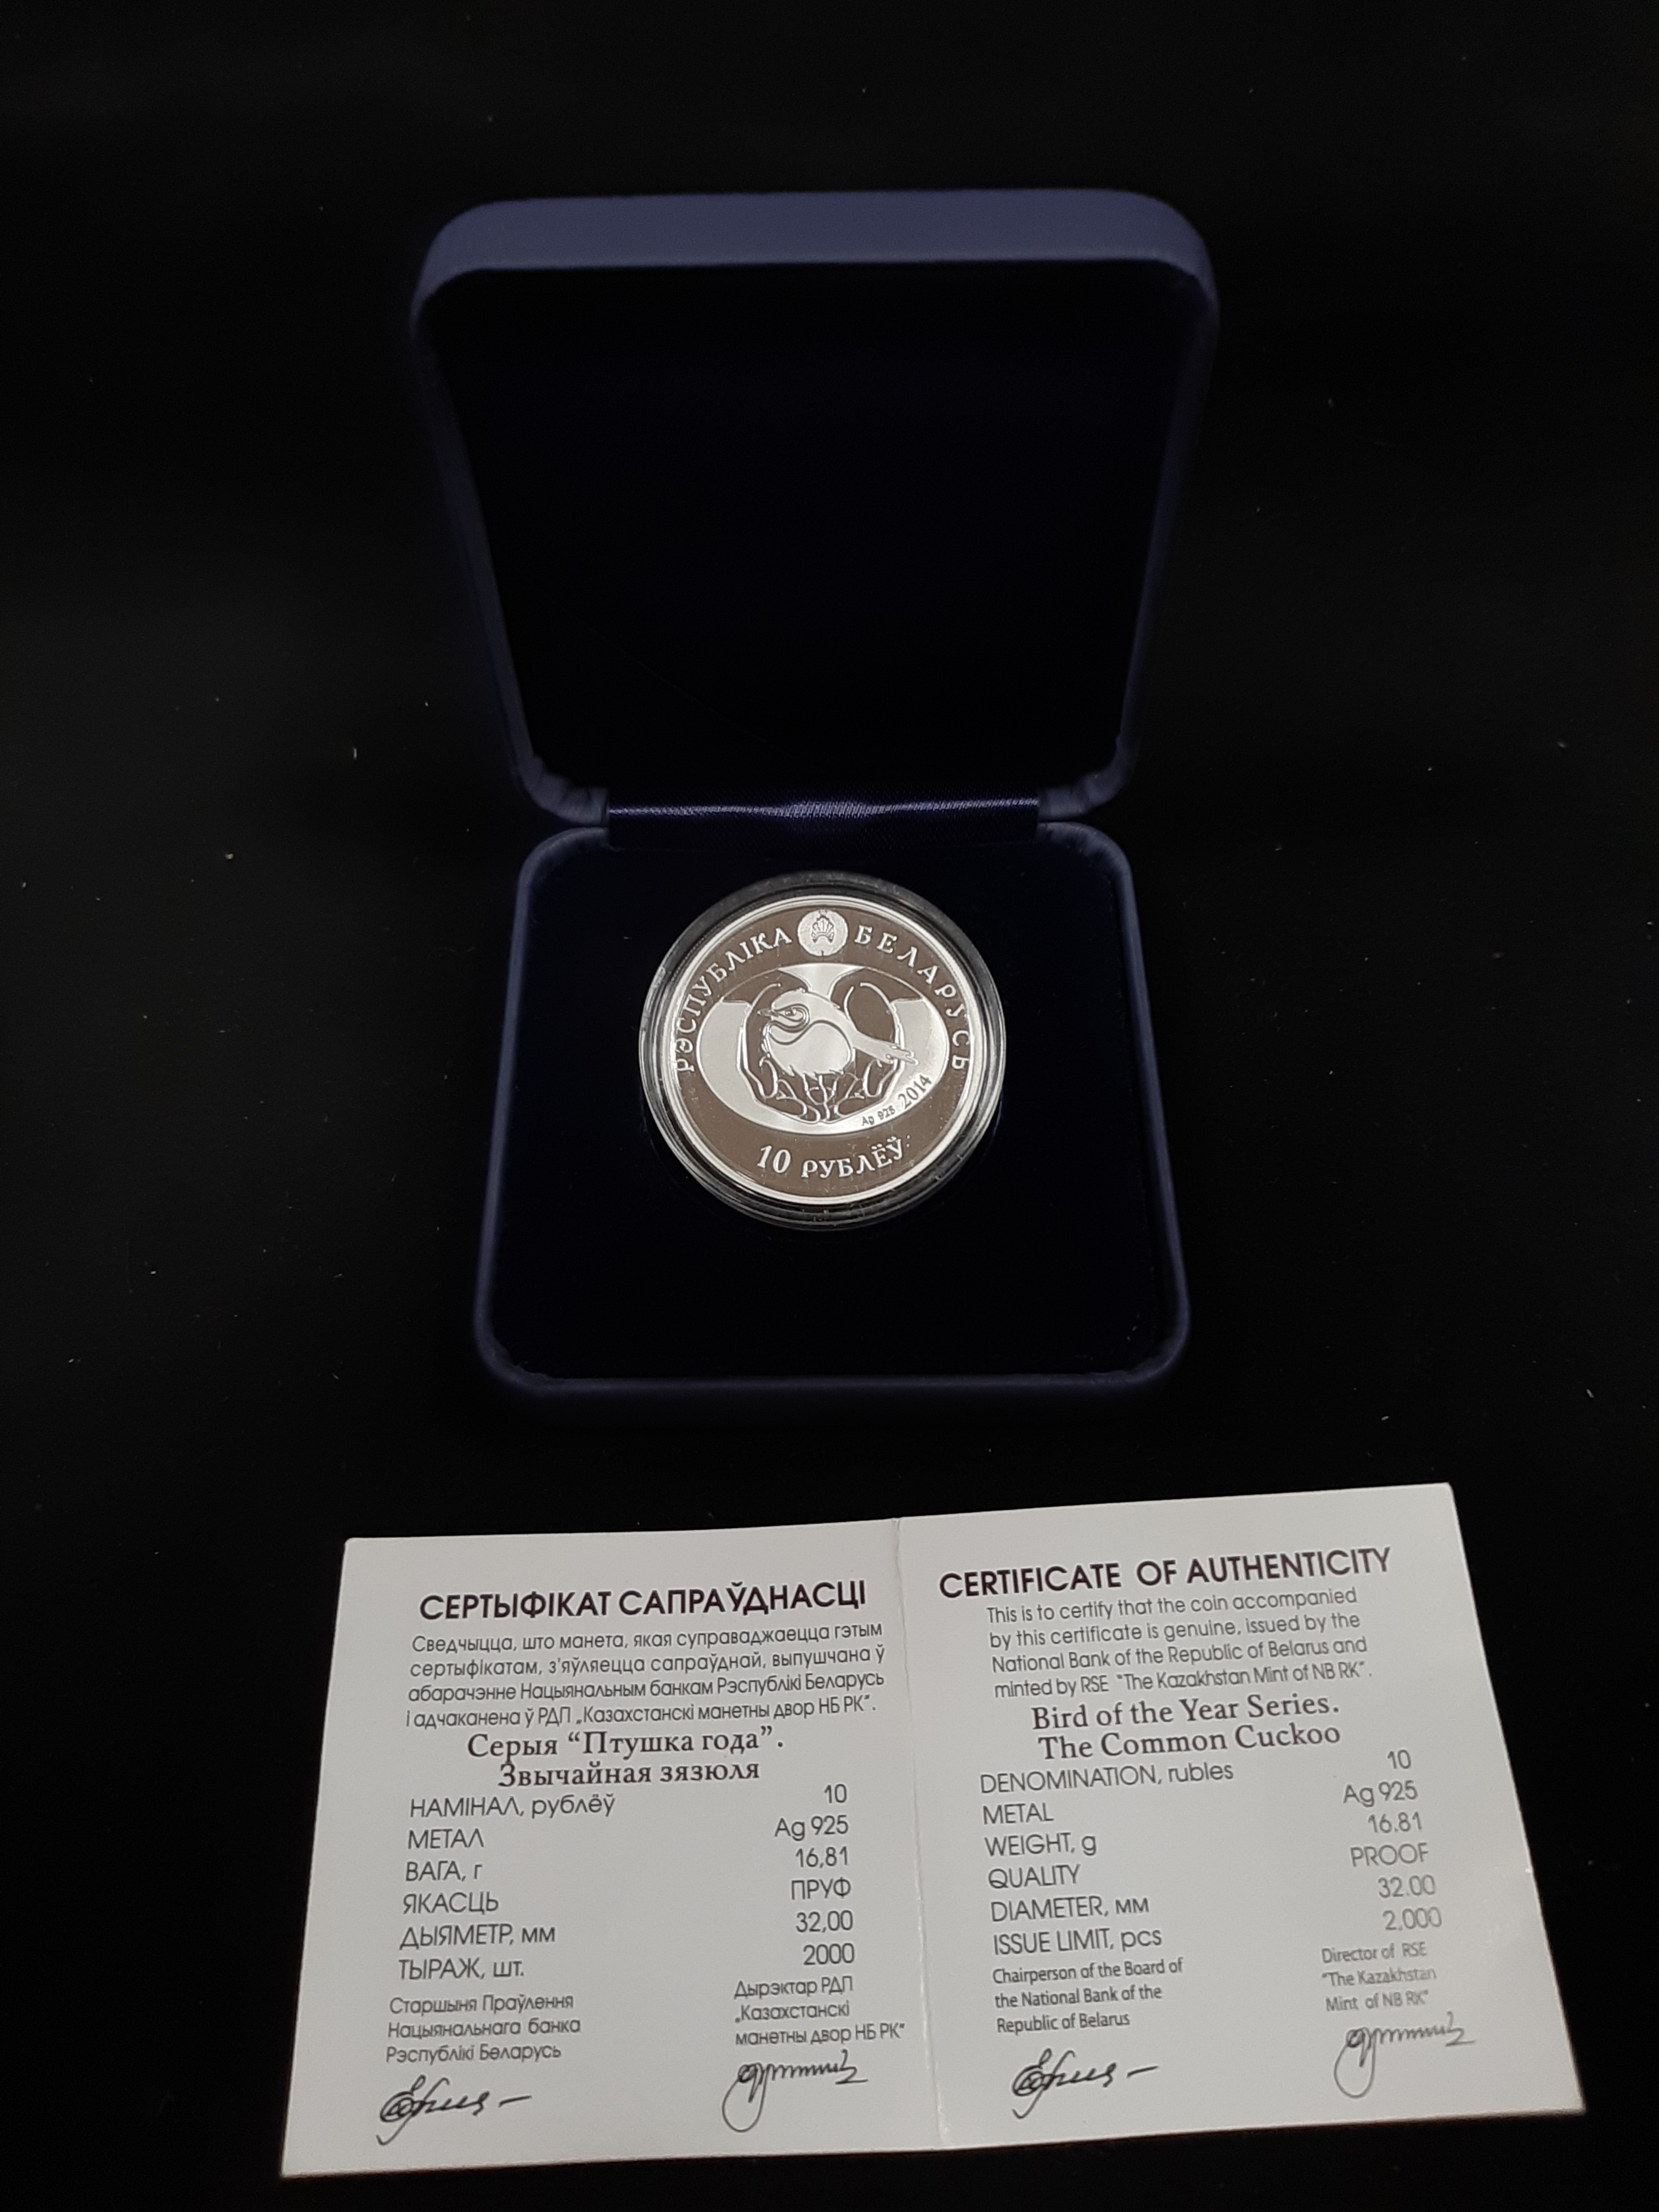 РЭСПУБЛІКА БЕЛАРУСЬ
Ag 925 2014
10 РУБЛЁЎ
СЕРТЫФІКАТ САПРАЎДНАСЦІ
Сведчыцца, што манета, якая суправаджаецца гэтым
сертыфікатам, з'яўляецца сапраўднай, выпушчана ў
абарачэнне Нацыянальным банкам Рэспублікі Беларусь
і адчаканена ў РДП „Казахстанскі манетны двор НБ РК”.
Серыя “Птушка года”.
Звычайная зязюля
НАМІНАЛ, рублёў 10
МЕТАЛ Ag 925
ВАГА, г 16,81
ЯКАСЦЬ ПРУФ
ДЫЯМЕТР, мм 32,00
ТЫРАЖ, шт. 2000
Старшыня Праўлення
Нацыянальнага банка
Рэспублікі Беларусь
Дырэктар РДП
„Казахстанскі
манетны двор НБ РК”
CERTIFICATE OF AUTHENTICITY
This is to certify that the coin accompanied
by this certificate is genuine, issued by the
National Bank of the Republic of Belarus and
minted by RSE “The Kazakhstan Mint of NB RK”.
Bird of the Year Series.
The Common Cuckoo
DENOMINATION, rubles 10
METAL Ag 925
WEIGHT, g 16.81
QUALITY PROOF
DIAMETER, мм 32.00
ISSUE LIMIT, pcs 2,000
Chairperson of the Board of
the National Bank of the
Republic of Belarus
Director of RSE
“The Kazakhstan
Mint of NB RK”